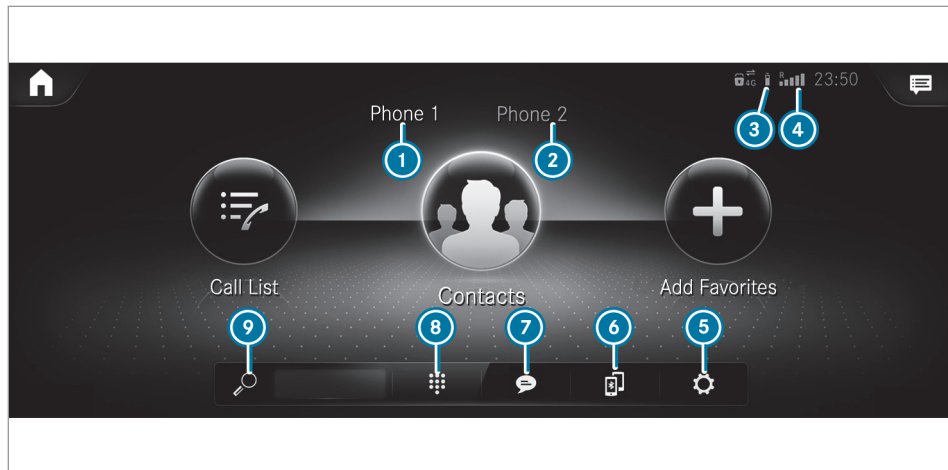 4G R 23:50
3 4
Phone 1 Phone 2
1 2
Call List Contacts Add Favorites
9 8 7 6 5